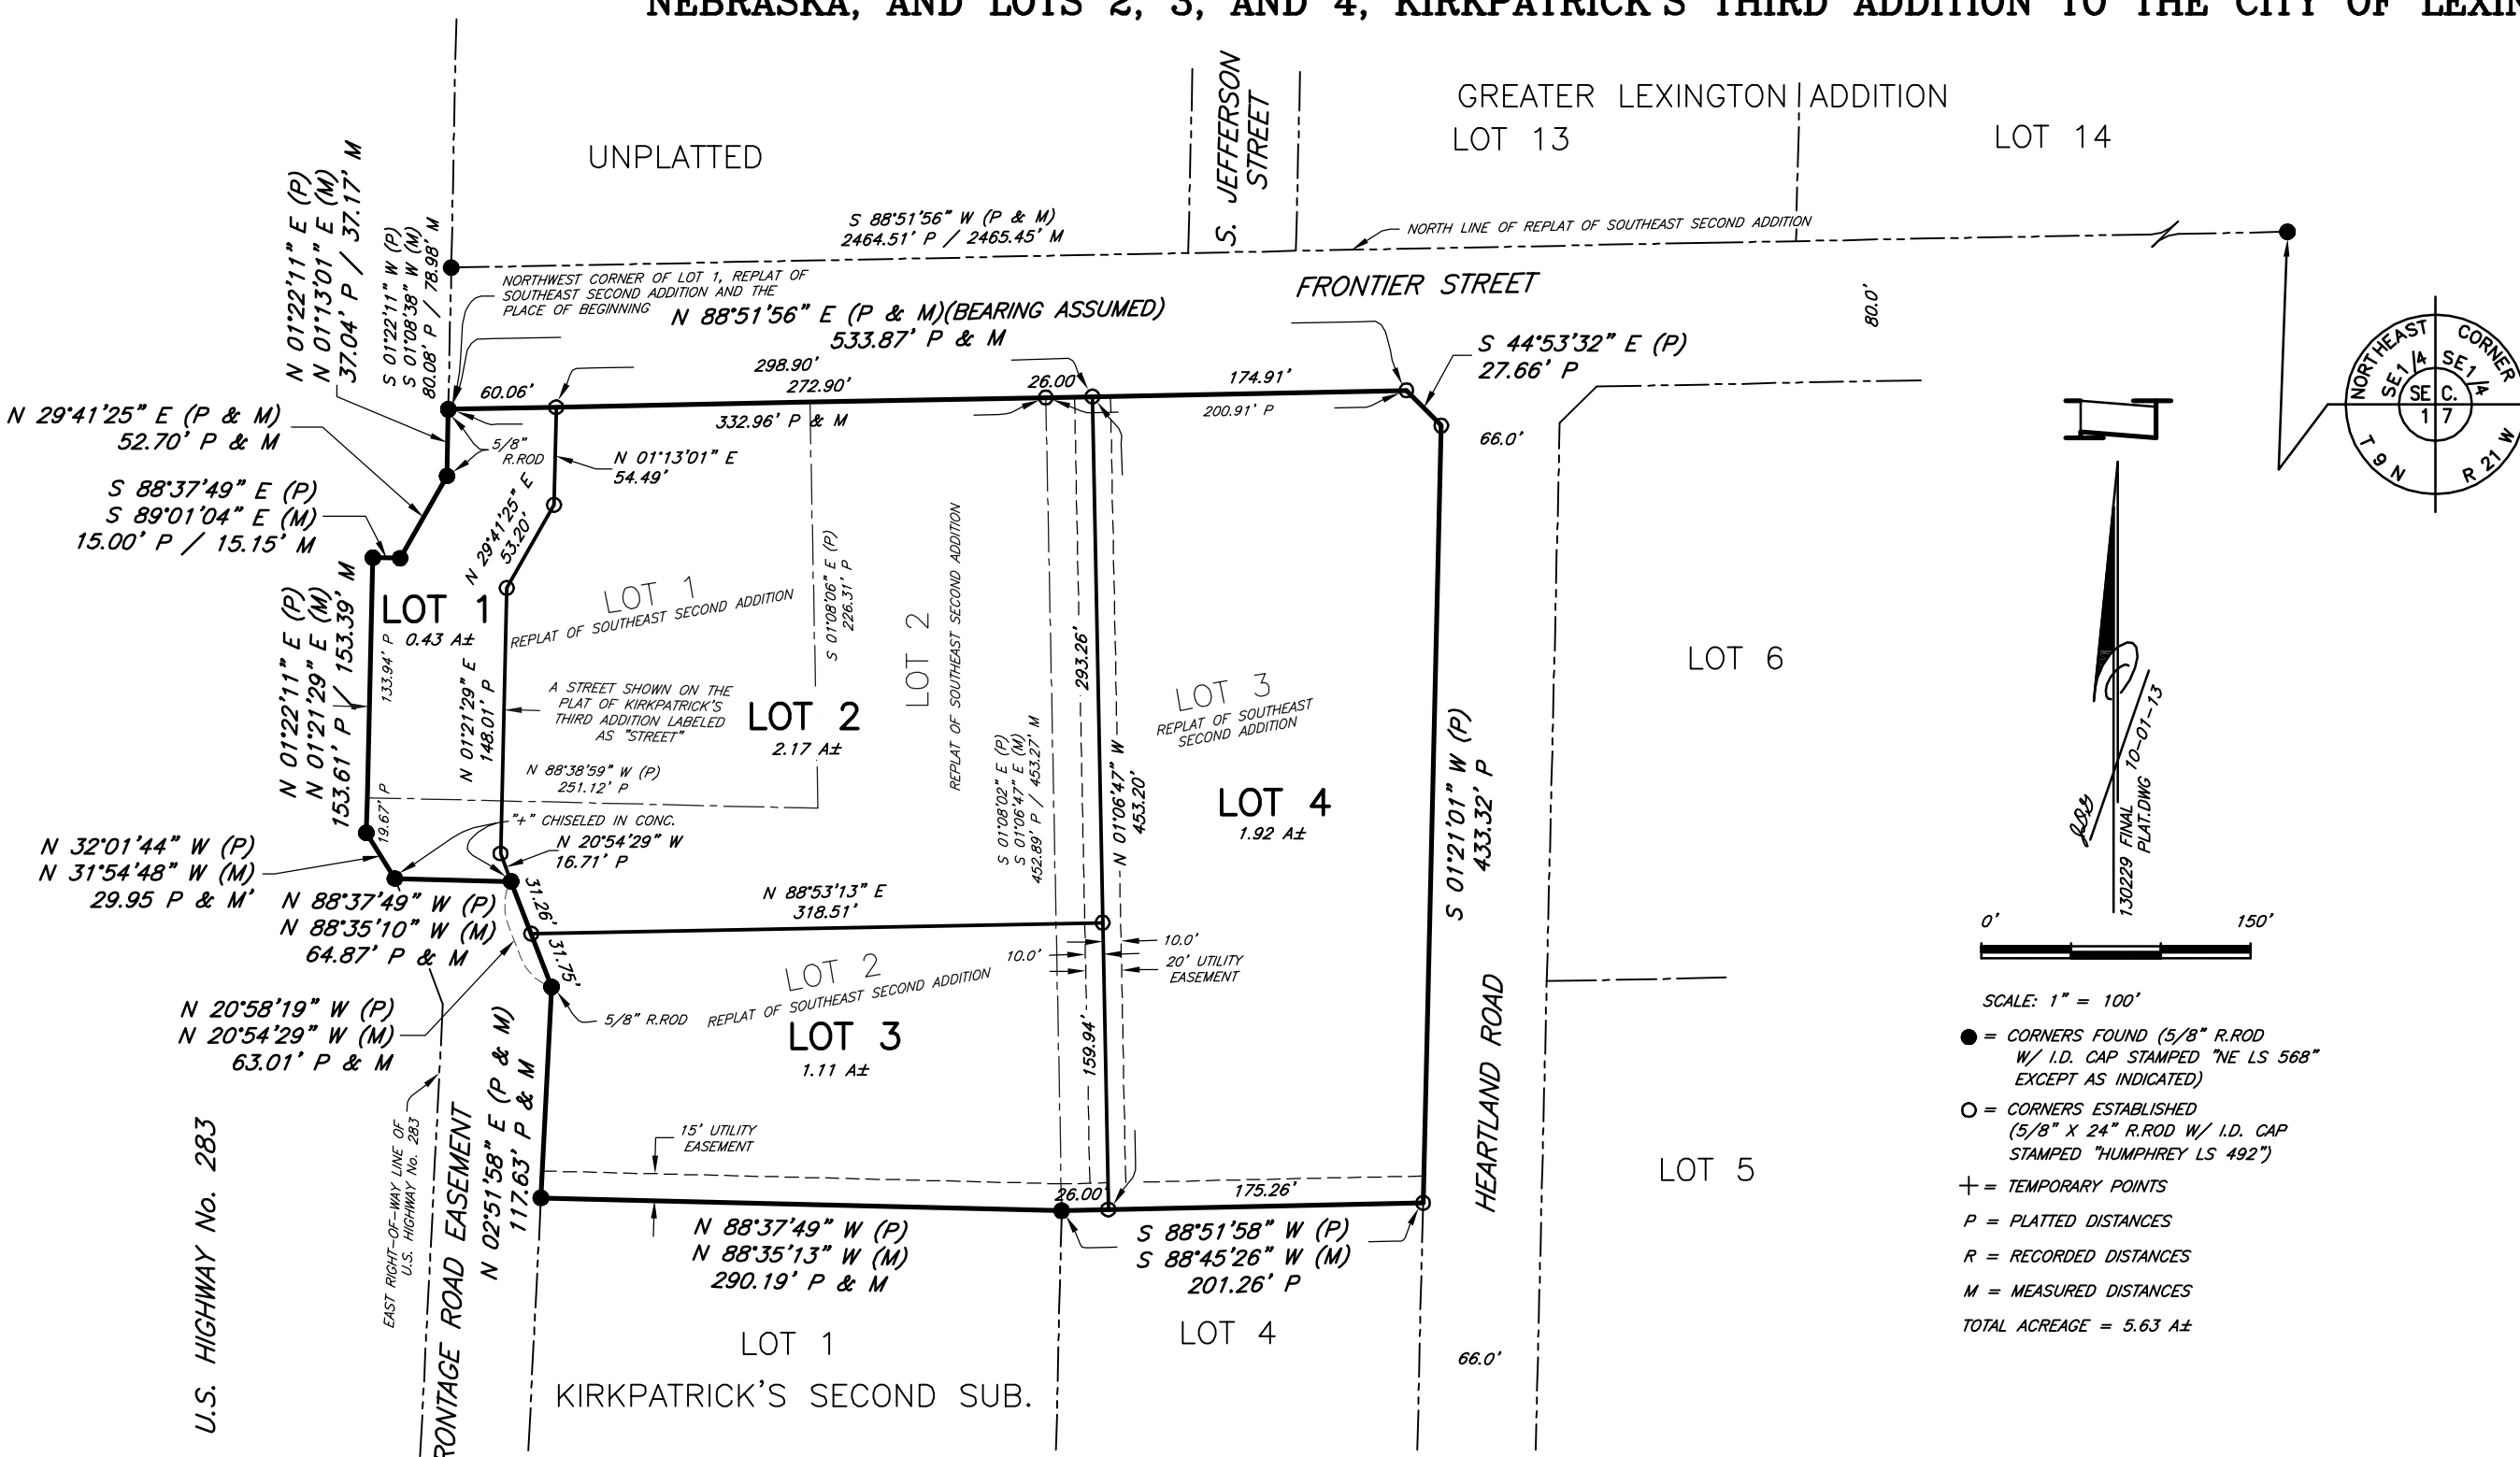 NEBRASKA, AND LOTS 2, 3, AND 4, KIRKPATRICK'S THIRD ADDITION TO THE CITY OF
GREATER LEXINGTON ADDITION
LOT 13
LOT 14
UNPLATTED
S. JEFFERSON
STREET
S 88°51'56" W (P & M)
2464.51' P / 2465.45' M
NORTH LINE OF REPLAT OF SOUTHEAST SECOND ADDITION
N 01°22'11" E (P)
N 01°13'01" E (M)
37.04' P / 37.17' M
S 01°22'11" W (P)
S 01°08'38" W (M)
80.08' P / 78.98' M
NORTHWEST CORNER OF LOT 1, REPLAT OF
SOUTHEAST SECOND ADDITION AND THE
PLACE OF BEGINNING
N 88°51'56" E (P & M)(BEARING ASSUMED)
533.87' P & M
FRONTIER STREET
80.0'
S 44°53'32" E (P)
27.66' P
60.06'
298.90'
272.90'
26.00'
174.91'
332.96' P & M
200.91' P
66.0'
NORTHEAST CORNER
SE1/4 SE1/4
SEC.
17
T 9 N
R 21 W
N 29°41'25" E (P & M)
52.70' P & M
5/8"
R.ROD
N 01°13'01" E
54.49'
S 88°37'49" E (P)
S 89°01'04" E (M)
15.00' P / 15.15' M
N 29°41'25" E
53.20'
S 01°08'06" E (P)
226.31' P
LOT 2
REPLAT OF SOUTHEAST SECOND ADDITION
LOT 1
0.43 A±
LOT 1
REPLAT OF SOUTHEAST SECOND ADDITION
N 01°22'11" E (P)
N 01°21'29" E (M)
153.61' P / 153.39' M
133.94' P
19.67' P
N 01°21'29" E
148.01' P
A STREET SHOWN ON THE
PLAT OF KIRKPATRICK'S
THIRD ADDITION LABELED
AS "STREET"
LOT 2
2.17 A±
293.26'
LOT 3
REPLAT OF SOUTHEAST
SECOND ADDITION
LOT 6
S 01°08'02" E (P)
S 01°06'47" E (M)
452.89' P / 453.27' M
N 01°06'47" W
453.20'
LOT 4
1.92 A±
S 01°21'01" W (P)
433.32' P
N 88°38'59" W (P)
251.12' P
"+" CHISELED IN CONC.
N 20°54'29" W
16.71' P
N 32°01'44" W (P)
N 31°54'48" W (M)
29.95 P & M'
N 88°37'49" W (P)
N 88°35'10" W (M)
64.87' P & M
31.26'
31.75'
N 88°53'13" E
318.51'
10.0'
10.0'
20' UTILITY
EASEMENT
LOT 2
REPLAT OF SOUTHEAST SECOND ADDITION
N 20°58'19" W (P)
N 20°54'29" W (M)
63.01' P & M
5/8" R.ROD
LOT 3
1.11 A±
159.94'
HEARTLAND ROAD
LOT 5
N 02°51'58" E (P & M)
117.63' P & M
15' UTILITY
EASEMENT
EAST RIGHT-OF-WAY LINE OF
U.S. HIGHWAY No. 283
U.S. HIGHWAY No. 283
ROAD EASEMENT
26.00'
175.26'
N 88°37'49" W (P)
N 88°35'13" W (M)
290.19' P & M
S 88°51'58" W (P)
S 88°45'26" W (M)
201.26' P
LOT 1
LOT 4
KIRKPATRICK'S SECOND SUB.
66.0'
10-01-13
130229 FINAL
PLAT.DWG
0' 150'
SCALE: 1" = 100'
= CORNERS FOUND (5/8" R.ROD
W/ I.D. CAP STAMPED "NE LS 568"
EXCEPT AS INDICATED)
= CORNERS ESTABLISHED
(5/8" X 24" R.ROD W/ I.D. CAP
STAMPED "HUMPHREY LS 492")
+ = TEMPORARY POINTS
P = PLATTED DISTANCES
R = RECORDED DISTANCES
M = MEASURED DISTANCES
TOTAL ACREAGE = 5.63 A±